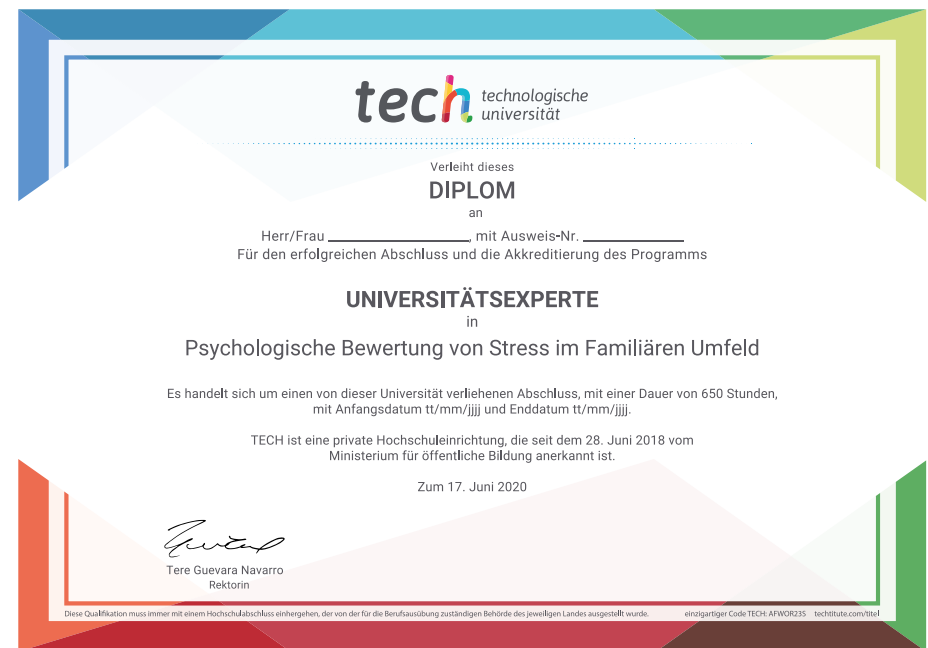 tech technologische
universität
Verleiht dieses
DIPLOM
an
Herr/Frau ____________, mit Ausweis-Nr. ____________
Für den erfolgreichen Abschluss und die Akkreditierung des Programms
UNIVERSITÄTSEXPERTE
in
Psychologische Bewertung von Stress im Familiären Umfeld
Es handelt sich um einen von dieser Universität verliehenen Abschluss, mit einer Dauer von 650 Stunden,
mit Anfangsdatum tt/mm/jjjj und Enddatum tt/mm/jjjj.
TECH ist eine private Hochschuleinrichtung, die seit dem 28. Juni 2018 vom
Ministerium für öffentliche Bildung anerkannt ist.
Zum 17. Juni 2020
Tere Guevara Navarro
Rektorin
Diese Qualifikation muss immer mit einem Hochschulabschluss einhergehen, der von der für die Berufsausübung zuständigen Behörde des jeweiligen Landes ausgestellt wurde. einzigartiger Code TECH: AFWOR23S techtitute.com/titel